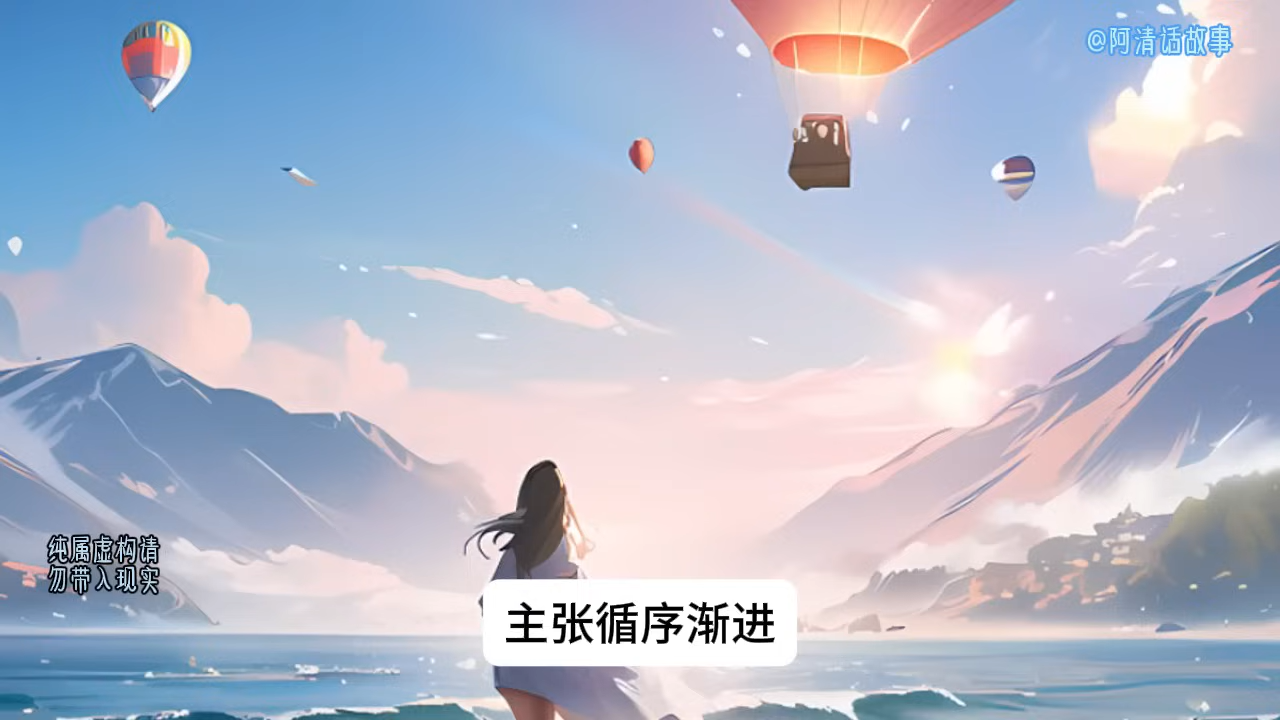 @阿清话故事
纯属虚构请
勿带入现实
主张循序渐进